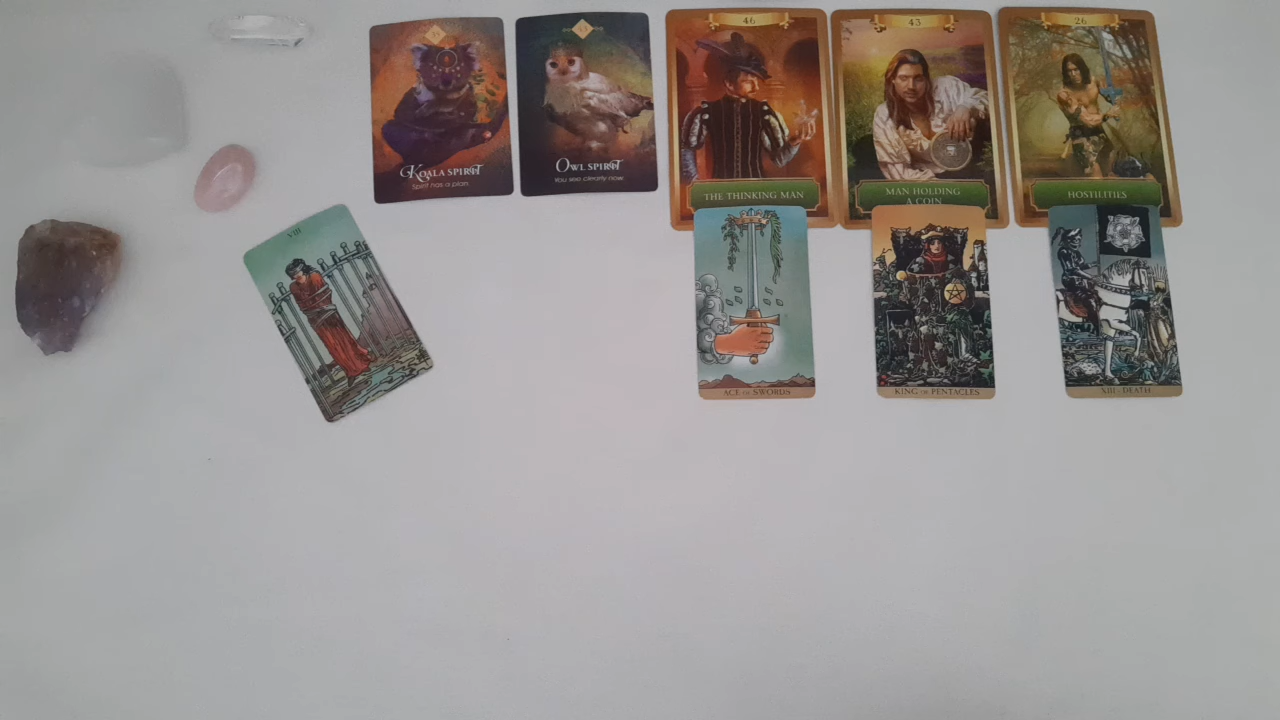 KOALA SPIRIT
Spirit has a plan
OWL SPIRIT
You see clearly now
46
THE THINKING MAN
43
MAN HOLDING
A COIN
26
HOSTILITIES
VIII
ACE OF SWORDS
KING OF PENTACLES
XIII - DEATH